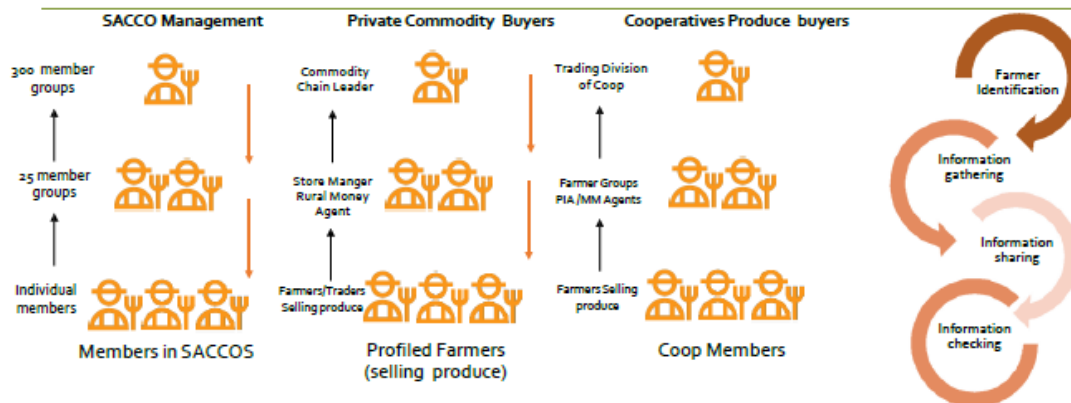 SACCO Management
300 member
groups
25 member
groups
Individual
members
Members in SACCOS
Private Commodity Buyers
Commodity
Chain Leader
Store Manger
Rural Money
Agent
Farmers/Traders
Selling produce
Profiled Farmers
(selling produce)
Cooperatives Produce buyers
Trading Division
of Coop
Farmer Groups
PIA /MM Agents
Farmers Selling
produce
Coop Members
Farmer
Identification
Information
gathering
Information
sharing
Information
checking